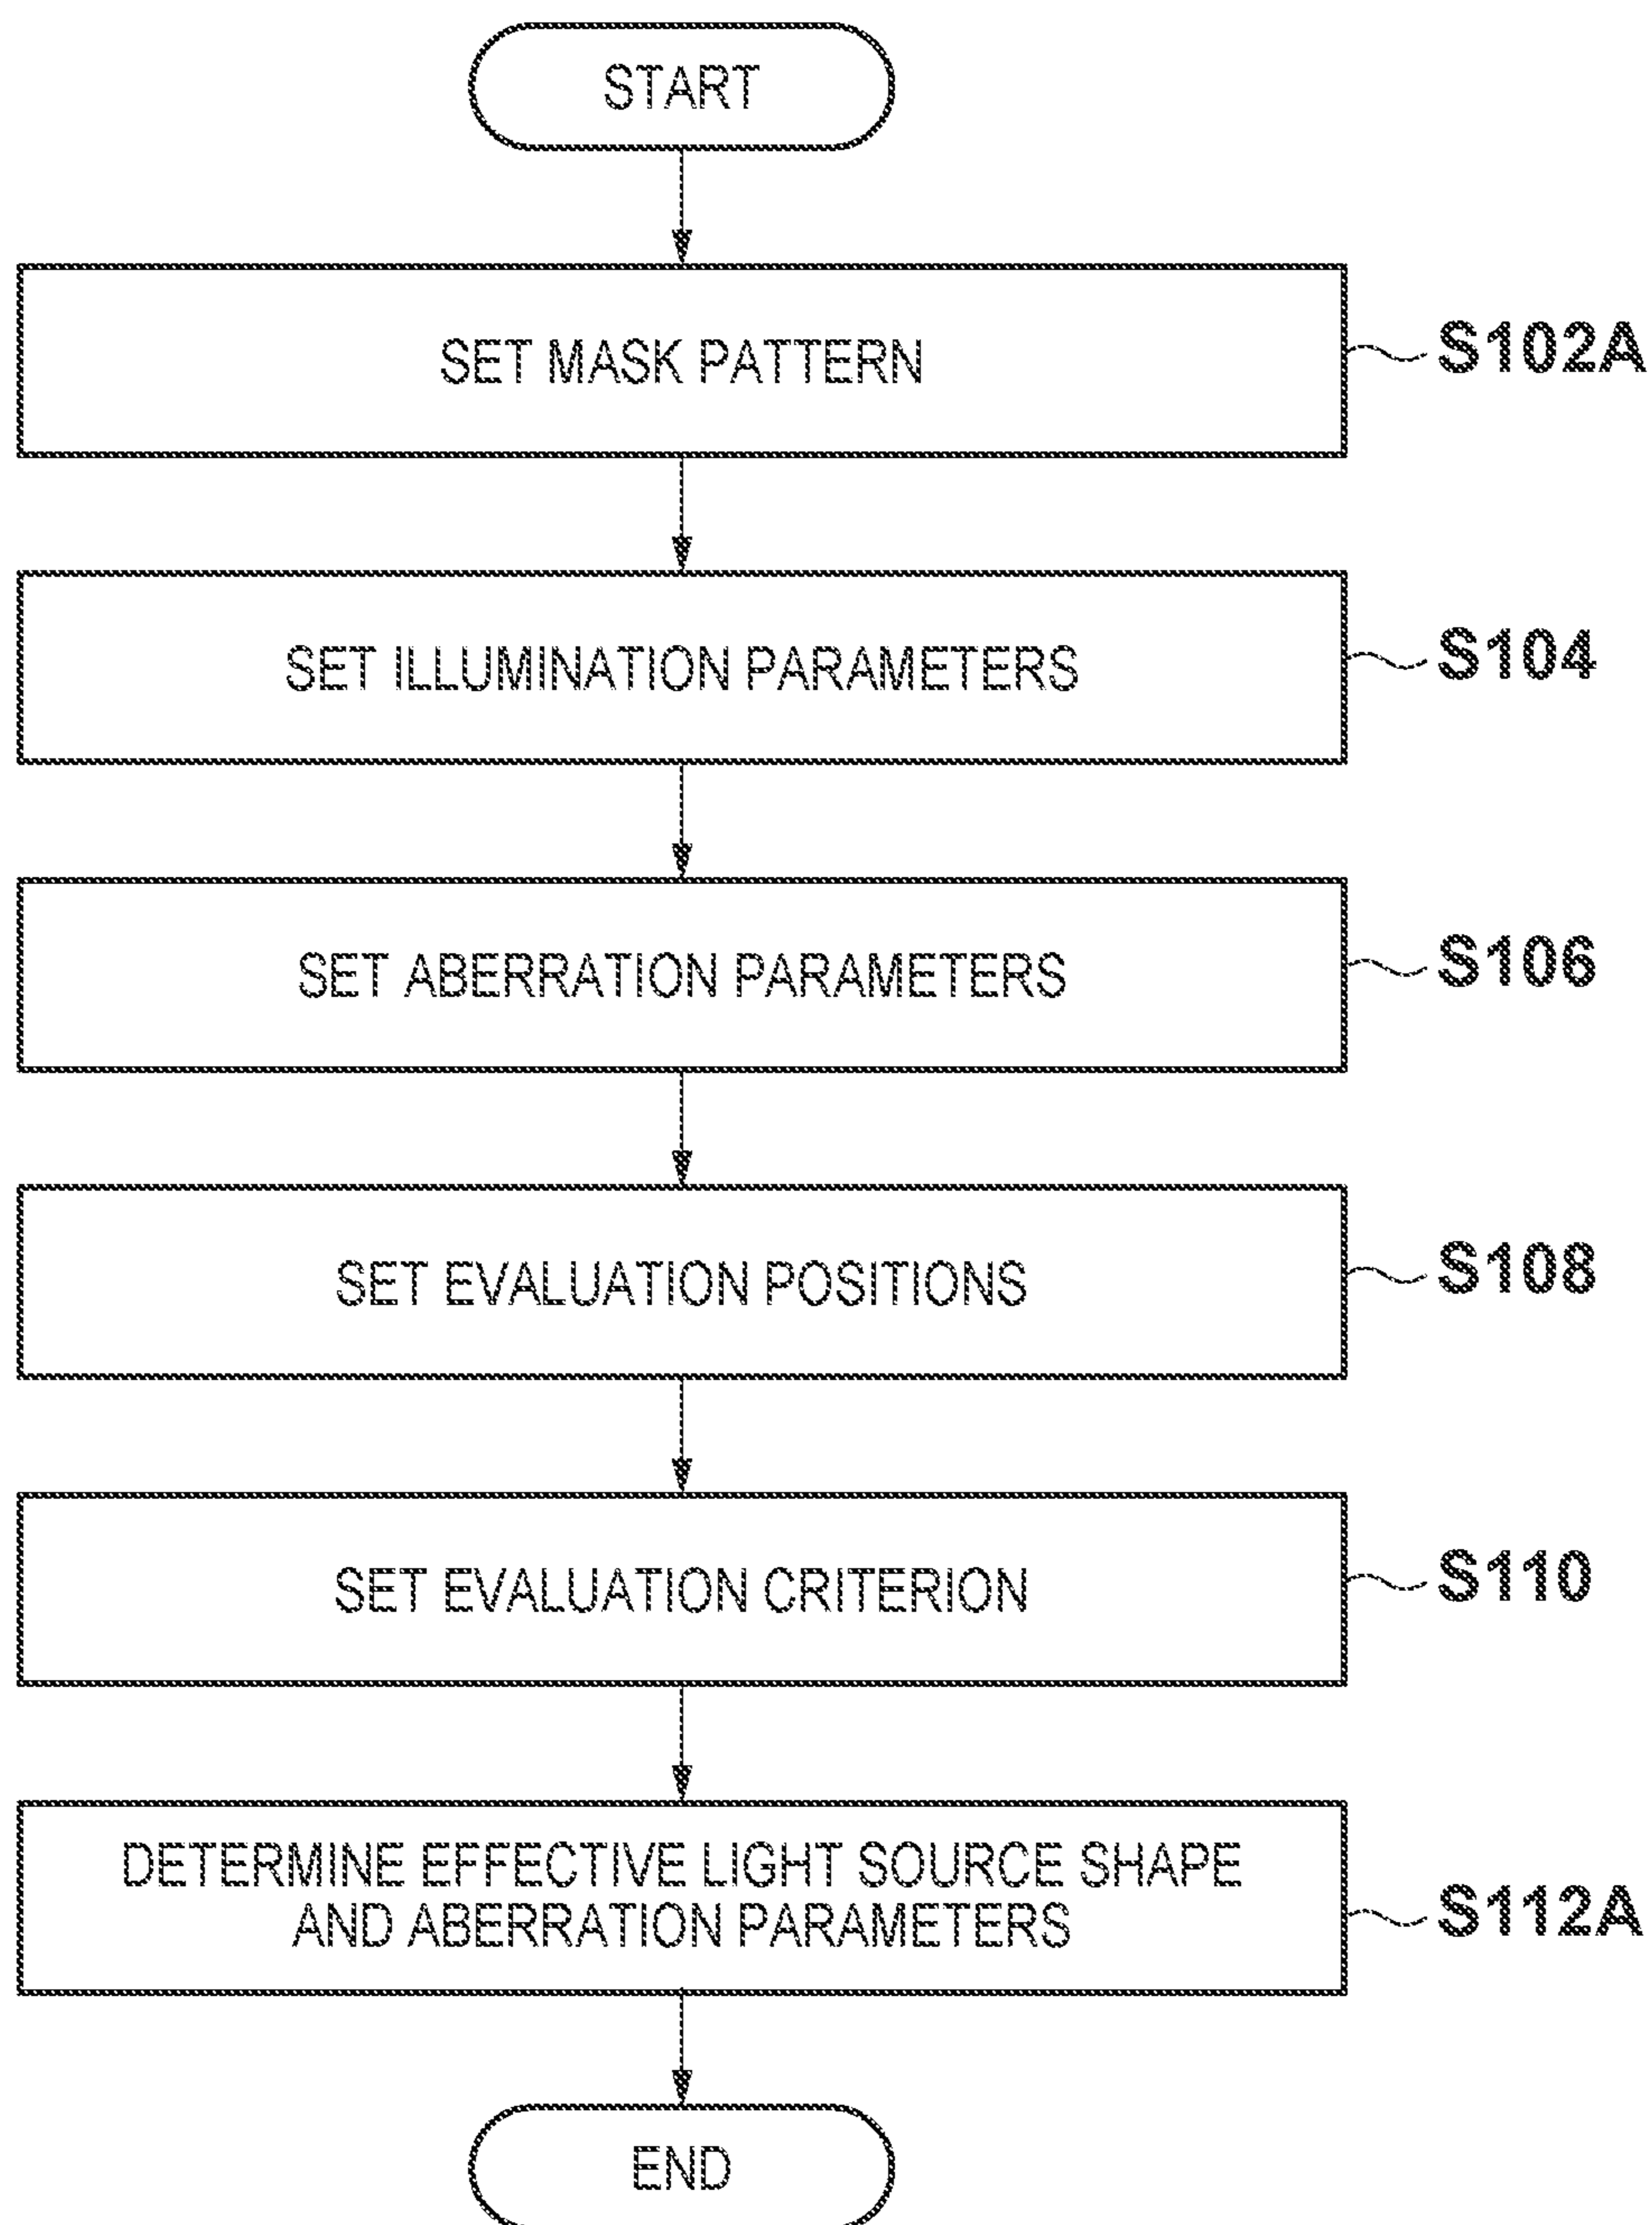 START
SET MASK PATTERN
S102A
SET ILLUMINATION PARAMETERS
S104
SET ABERRATION PARAMETERS
S106
SET EVALUATION POSITIONS
S108
SET EVALUATION CRITERION
S110
DETERMINE EFFECTIVE LIGHT SOURCE SHAPE
AND ABERRATION PARAMETERS
S112A
END